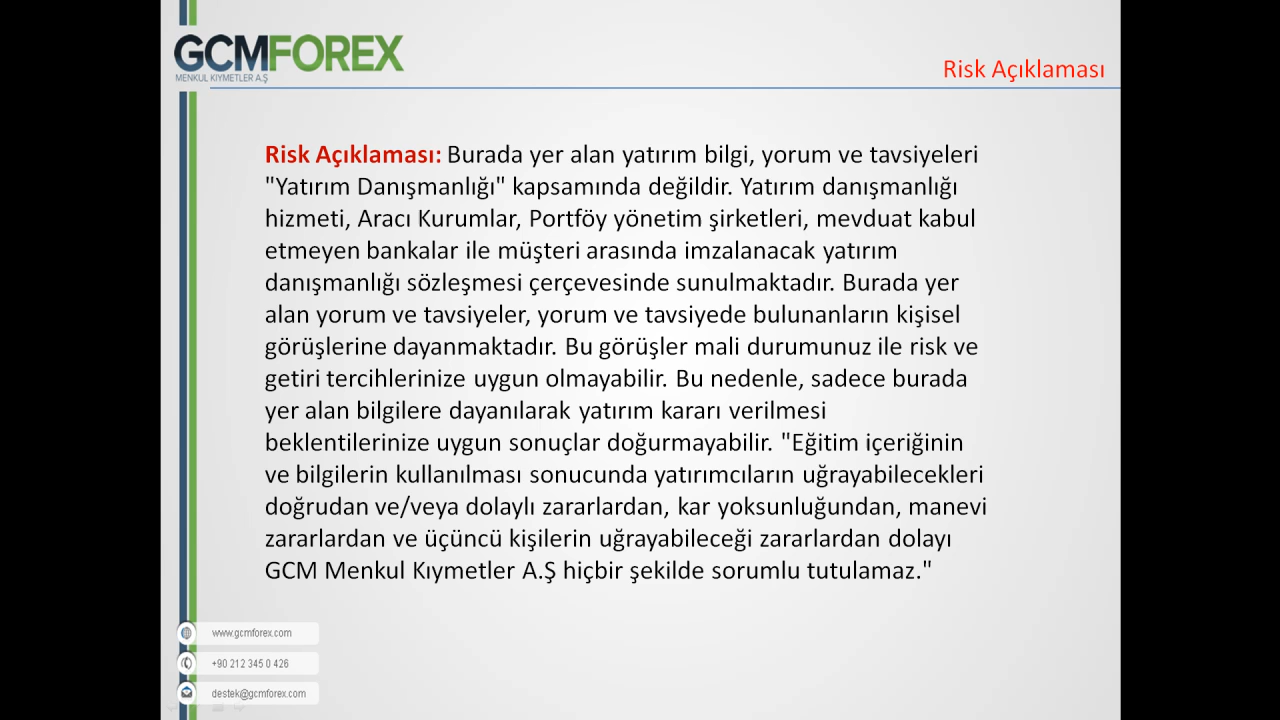 GCMFOREX
MENKUL KIYMETLER A.Ş
Risk Açıklaması
Risk Açıklaması: Burada yer alan yatırım bilgi, yorum ve tavsiyeleri
"Yatırım Danışmanlığı" kapsamında değildir. Yatırım danışmanlığı
hizmeti, Aracı Kurumlar, Portföy yönetim şirketleri, mevduat kabul
etmeyen bankalar ile müşteri arasında imzalanacak yatırım
danışmanlığı sözleşmesi çerçevesinde sunulmaktadır. Burada yer
alan yorum ve tavsiyeler, yorum ve tavsiyede bulunanların kişisel
görüşlerine dayanmaktadır. Bu görüşler mali durumunuz ile risk ve
getiri tercihlerinize uygun olmayabilir. Bu nedenle, sadece burada
yer alan bilgilere dayanılarak yatırım kararı verilmesi
beklentilerinize uygun sonuçlar doğurmayabilir. "Eğitim içeriğinin
ve bilgilerin kullanılması sonucunda yatırımcıların uğrayabilecekleri
doğrudan ve/veya dolaylı zararlardan, kar yoksunluğundan, manevi
zararlardan ve üçüncü kişilerin uğrayabileceği zararlardan dolayı
GCM Menkul Kıymetler A.Ş hiçbir şekilde sorumlu tutulamaz."
www.gcmforex.com
+90 212 345 0 426
destek@gcmforex.com